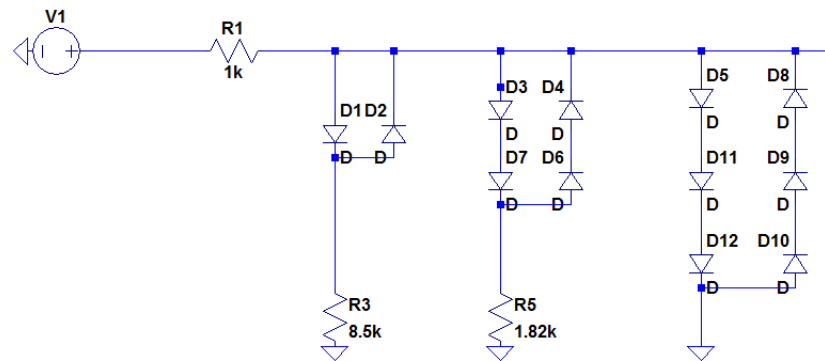 V1
R1
1k
D1 D2
D D
R3
8.5k
D3 D4
D D
D7 D6
D D
R5
1.82k
D5 D8
D D
D11 D9
D D
D12 D10
D D